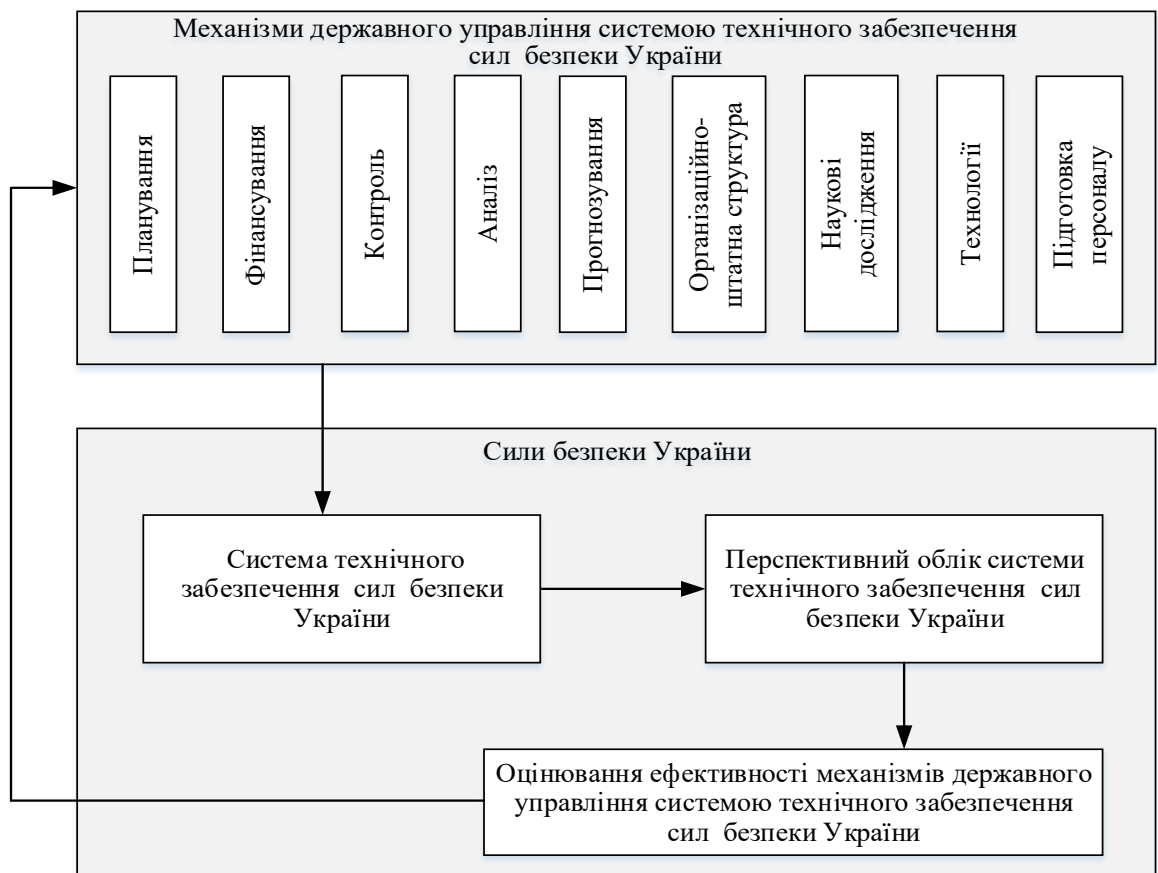 Механізми державного управління системою технічного забезпечення
сил безпеки України
Планування
Фінансування
Контроль
Аналіз
Прогнозування
Організаційно-
штатна структура
Наукові
дослідження
Технології
Підготовка
персоналу
Сили безпеки України
Система технічного
забезпечення сил безпеки
України
Перспективний облік системи
технічного забезпечення сил
безпеки України
Оцінювання ефективності механізмів державного
управління системою технічного забезпечення
сил безпеки України